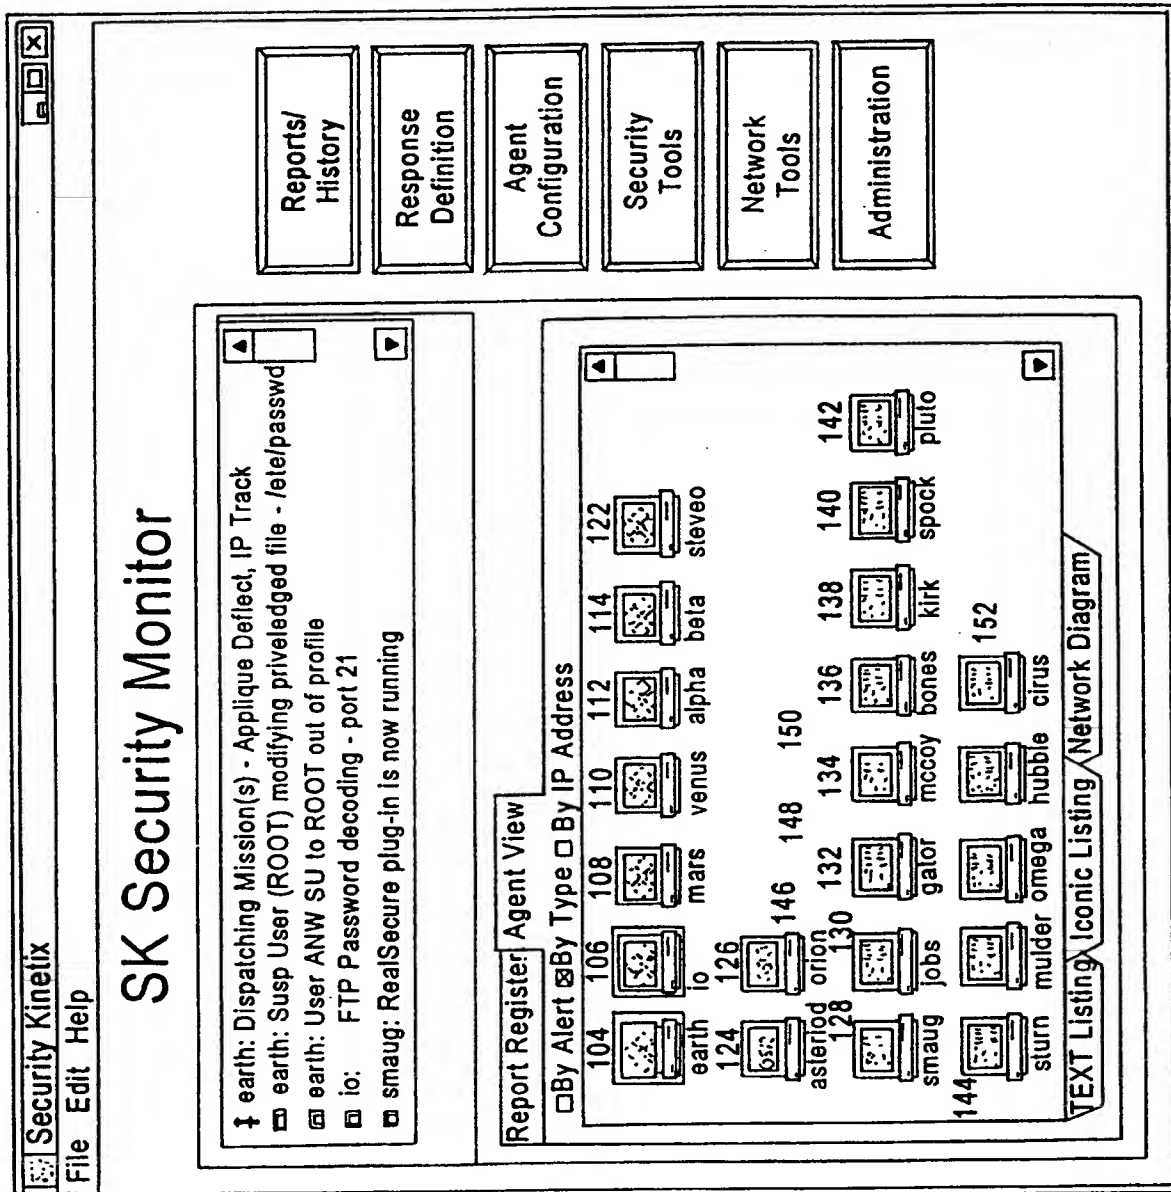 Security Kinetix
File Edit Help
SK Security Monitor
earth: Dispatching Mission(s) - Applique Deflect, IP Track
earth: Susp User (ROOT) modifying priveledged file - /ete/passwd
earth: User ANW SU to ROOT out of profile
io: FTP Password decoding - port 21
smaug: RealSecure plug-in is now running
Reports/
History
Response
Definition
Agent
Configuration
Security
Tools
Network
Tools
Administration
Report Register Agent View
By Alert By Type By IP Address
104 106 108 110 112 114 122
earth io mars venus alpha beta steveo
124 126 146 148 150
asteriod orion
128 130 132 134 136 138 140 142
smaug jobs gator mccoy bones kirk spock pluto
144 152
sturn mulder omega hubble cirus
TEXT Listing Iconic Listing Network Diagram